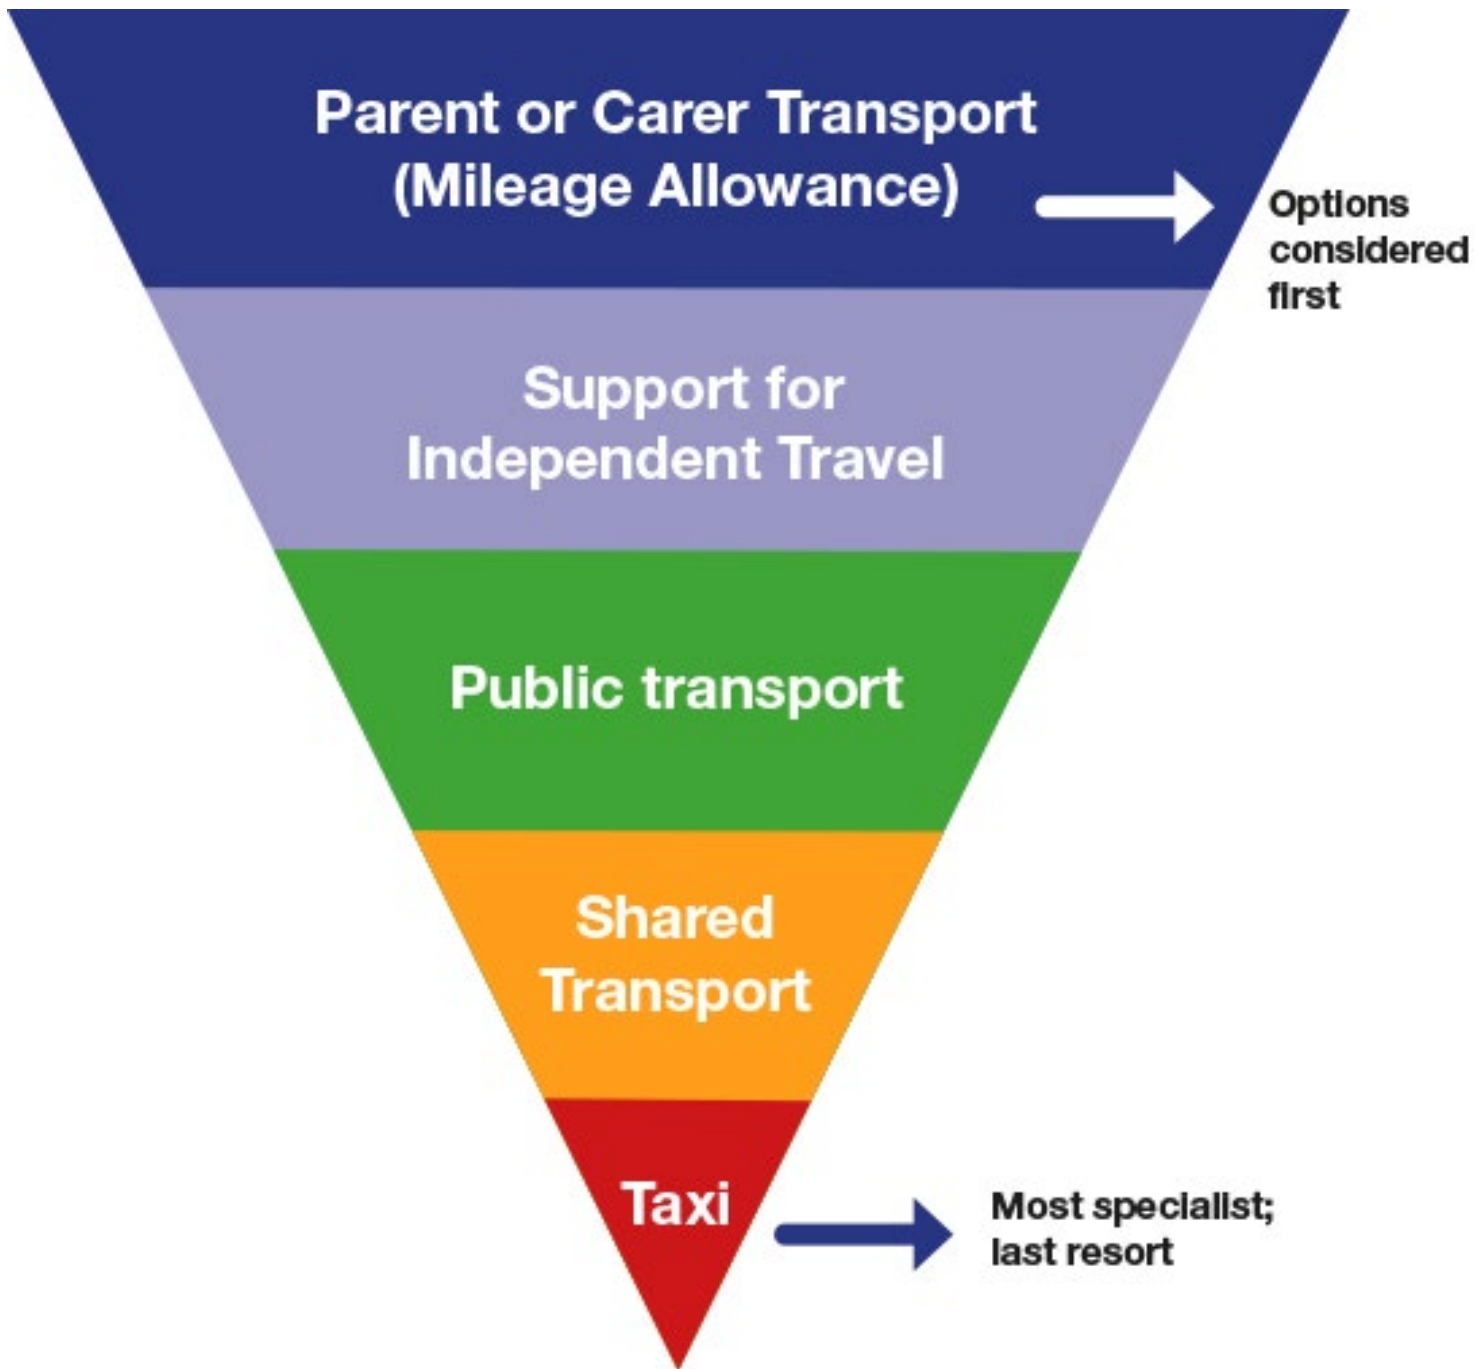 Parent or Carer Transport
(Mileage Allowance)
Options
considered
first
Support for
Independent Travel
Public transport
Shared
Transport
Taxi
Most specialist;
last resort